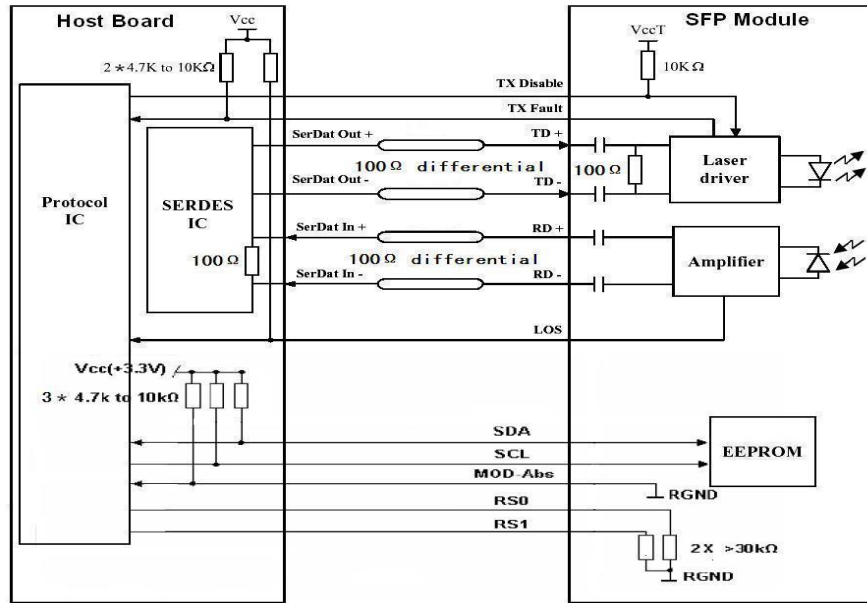 Host Board
SFP Module
Vcc
VccT
2*4.7K to 10KΩ
10KΩ
TX Disable
TX Fault
SerDat Out +
TD +
100Ω differential
100Ω
Laser
driver
SerDat Out -
TD -
Protocol
IC
SERDES
IC
SerDat In +
RD +
100Ω
100Ω differential
Amplifier
SerDat In -
RD -
LOS
Vcc(+3.3V)
3 * 4.7k to 10kΩ
SDA
SCL
EEPROM
MOD-Abs
RGND
RS0
RS1
2X >30kΩ
RGND